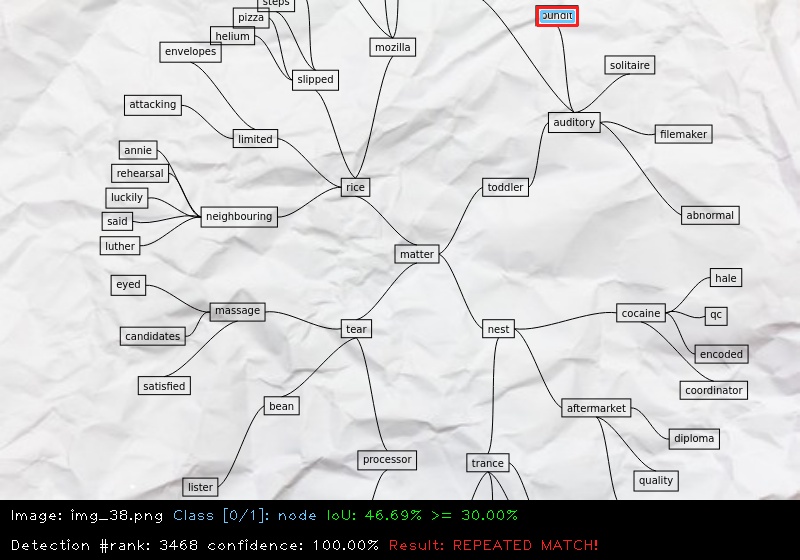 steps
pizza
helium
envelopes
slipped
mozilla
solitaire
attacking
limited
auditory
filemaker
annie
rehearsal
luckily
said
luther
neighbouring
rice
toddler
abnormal
matter
eyed
massage
candidates
satisfied
tear
nest
cocaine
hale
qc
encoded
coordinator
bean
aftermarket
diploma
quality
lister
processor
trance
Image: img_38.png Class [0/1]: node IoU: 46.69% >= 30.00%
Detection #rank: 3468 confidence: 100.00% Result: REPEATED MATCH!